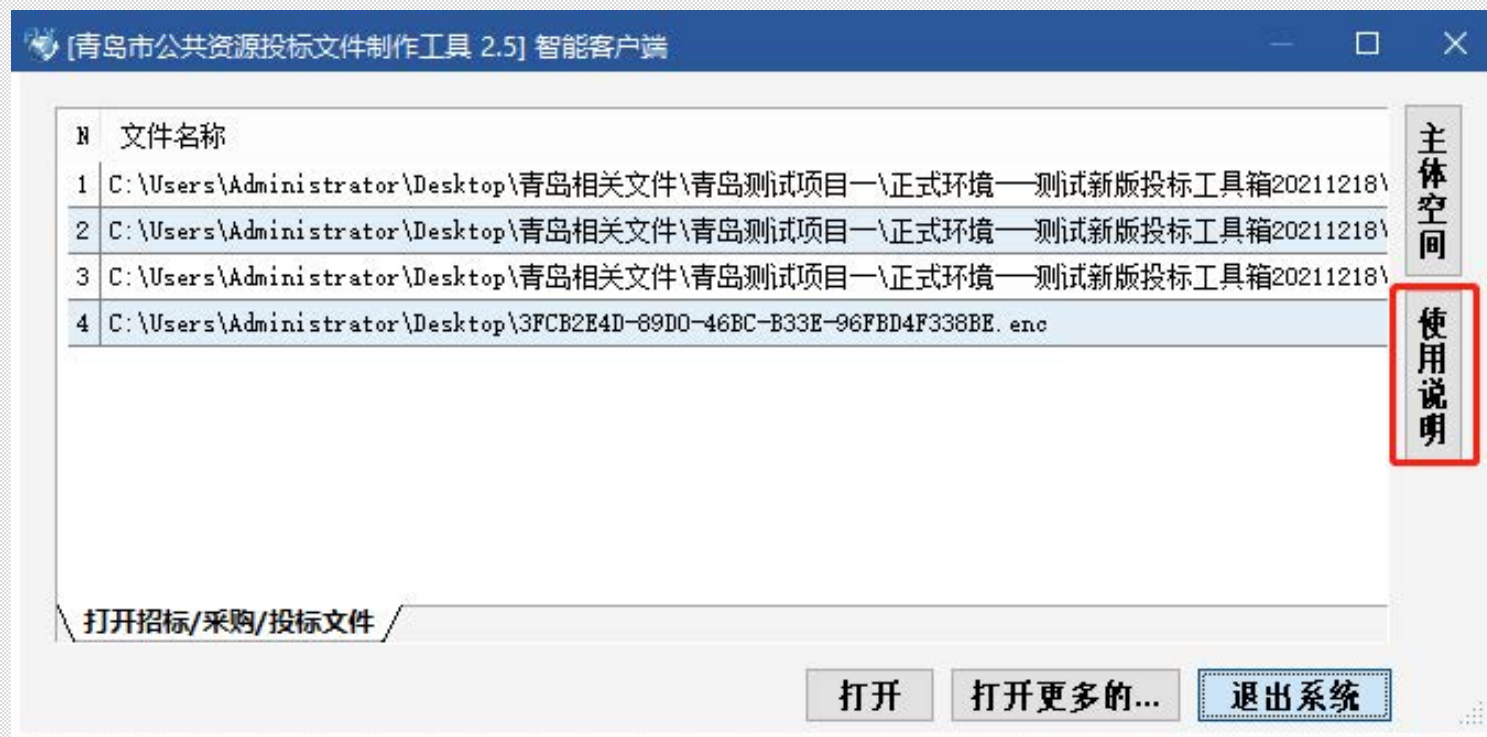 [青岛市公共资源投标文件制作工具 2.5] 智能客户端
N 文件名称
1 C:\Users\Administrator\Desktop\青岛相关文件\青岛测试项目一\正式环境——测试新版投标工具箱20211218\
2 C:\Users\Administrator\Desktop\青岛相关文件\青岛测试项目一\正式环境——测试新版投标工具箱20211218\
3 C:\Users\Administrator\Desktop\青岛相关文件\青岛测试项目一\正式环境——测试新版投标工具箱20211218\
4 C:\Users\Administrator\Desktop\3FCB2E4D-89D0-46BC-B33E-96FBD4F338BE.enc
主体空间
使用说明
打开招标/采购/投标文件
打开 打开更多的... 退出系统